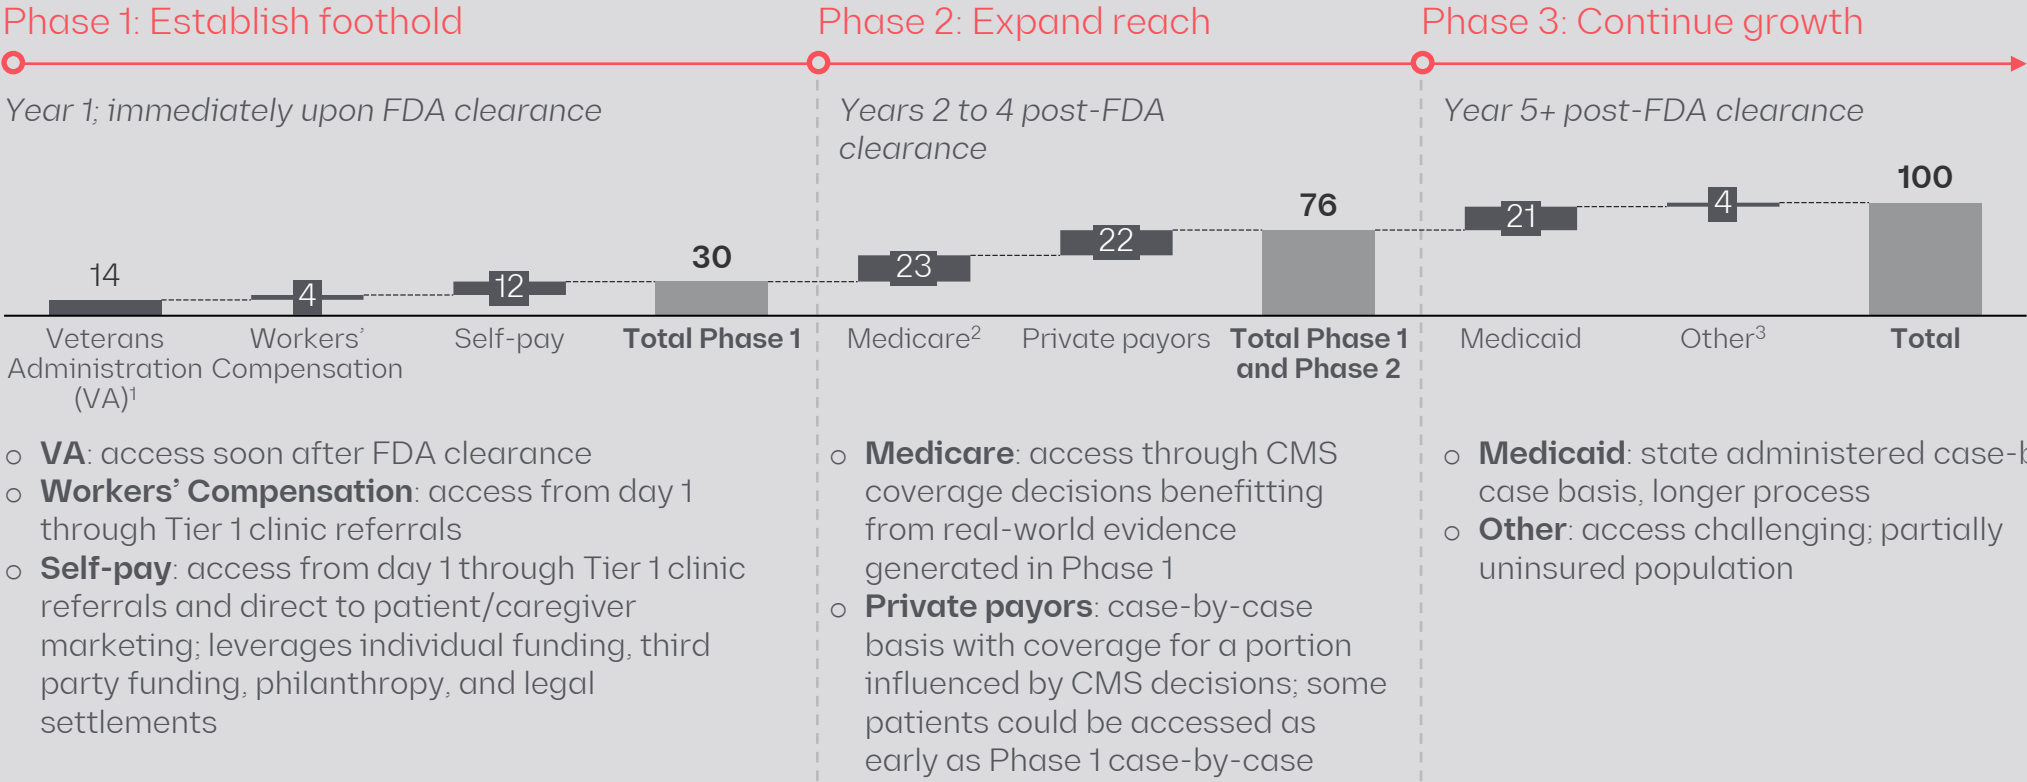 Phase 1: Establish foothold
Phase 2: Expand reach
Phase 3: Continue growth
Year 1; immediately upon FDA clearance
Years 2 to 4 post-FDA
clearance
Year 5+ post-FDA clearance
14
4
12
30
23
22
76
21
4
100
Veterans
Administration
(VA)¹
Workers’
Compensation
Self-pay
Total Phase 1
Medicare²
Private payors
Total Phase 1
and Phase 2
Medicaid
Other³
Total
○ VA: access soon after FDA clearance
○ Workers’ Compensation: access from day 1
through Tier 1 clinic referrals
○ Self-pay: access from day 1 through Tier 1 clinic
referrals and direct to patient/caregiver
marketing; leverages individual funding, third
party funding, philanthropy, and legal
settlements
○ Medicare: access through CMS
coverage decisions benefitting
from real-world evidence
generated in Phase 1
○ Private payors: case-by-case
basis with coverage for a portion
influenced by CMS decisions; some
patients could be accessed as
early as Phase 1 case-by-case
○ Medicaid: state administered case-
case basis, longer process
○ Other: access challenging; partially
uninsured population